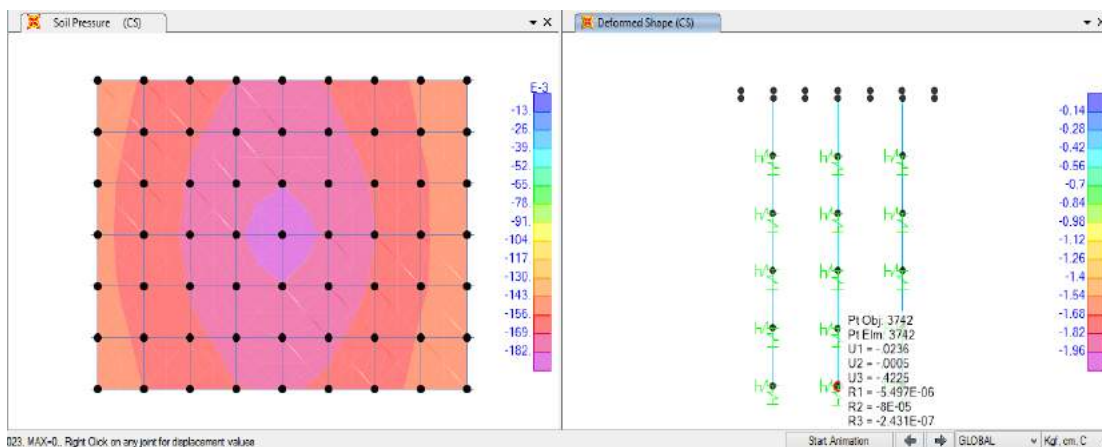 Soil Pressure (CS)
Deformed Shape (CS)
E-3
-13.
-26.
-39.
-52.
-65.
-78.
-91.
-104
-117
-130.
-143.
-156.
-169.
-182.
-0.14
-0.28
-0.42
-0.56
-0.7
-0.84
-0.98
-1.12
-1.26
-1.4
-1.54
-1.68
-1.82
-1.96
Pt Obj: 3742
Pt Elm: 3742
U1 = -.0236
U2 = -.0005
U3 = -.4225
R1 = -5.497E-06
R2 = -8E-05
R3 = -2.431E-07
023, MAX=0.. Right Click on any joint for displacement values
Start Animation
GLOBAL
Kgf, cm, C